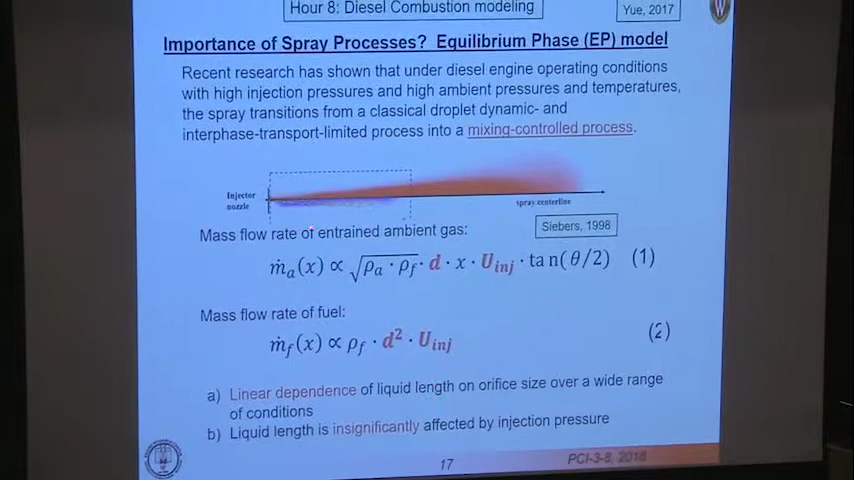 Hour 8: Diesel Combustion modeling
Yue, 2017
W
Importance of Spray Processes? Equilibrium Phase (EP) model
Recent research has shown that under diesel engine operating conditions
with high injection pressures and high ambient pressures and temperatures,
the spray transitions from a classical droplet dynamic- and
interphase-transport-limited process into a mixing-controlled process.
Injector
nozzle
spray centerline
Siebers, 1998
Mass flow rate of entrained ambient gas:
ṁₐ(x) ∝ √(ρₐ · ρ_f) · d · x · U_inj · tan(θ/2) (1)
Mass flow rate of fuel:
ṁ_f(x) ∝ ρ_f · d² · U_inj (2)
a) Linear dependence of liquid length on orifice size over a wide range
of conditions
b) Liquid length is insignificantly affected by injection pressure
17
PCI-3-8, 2018